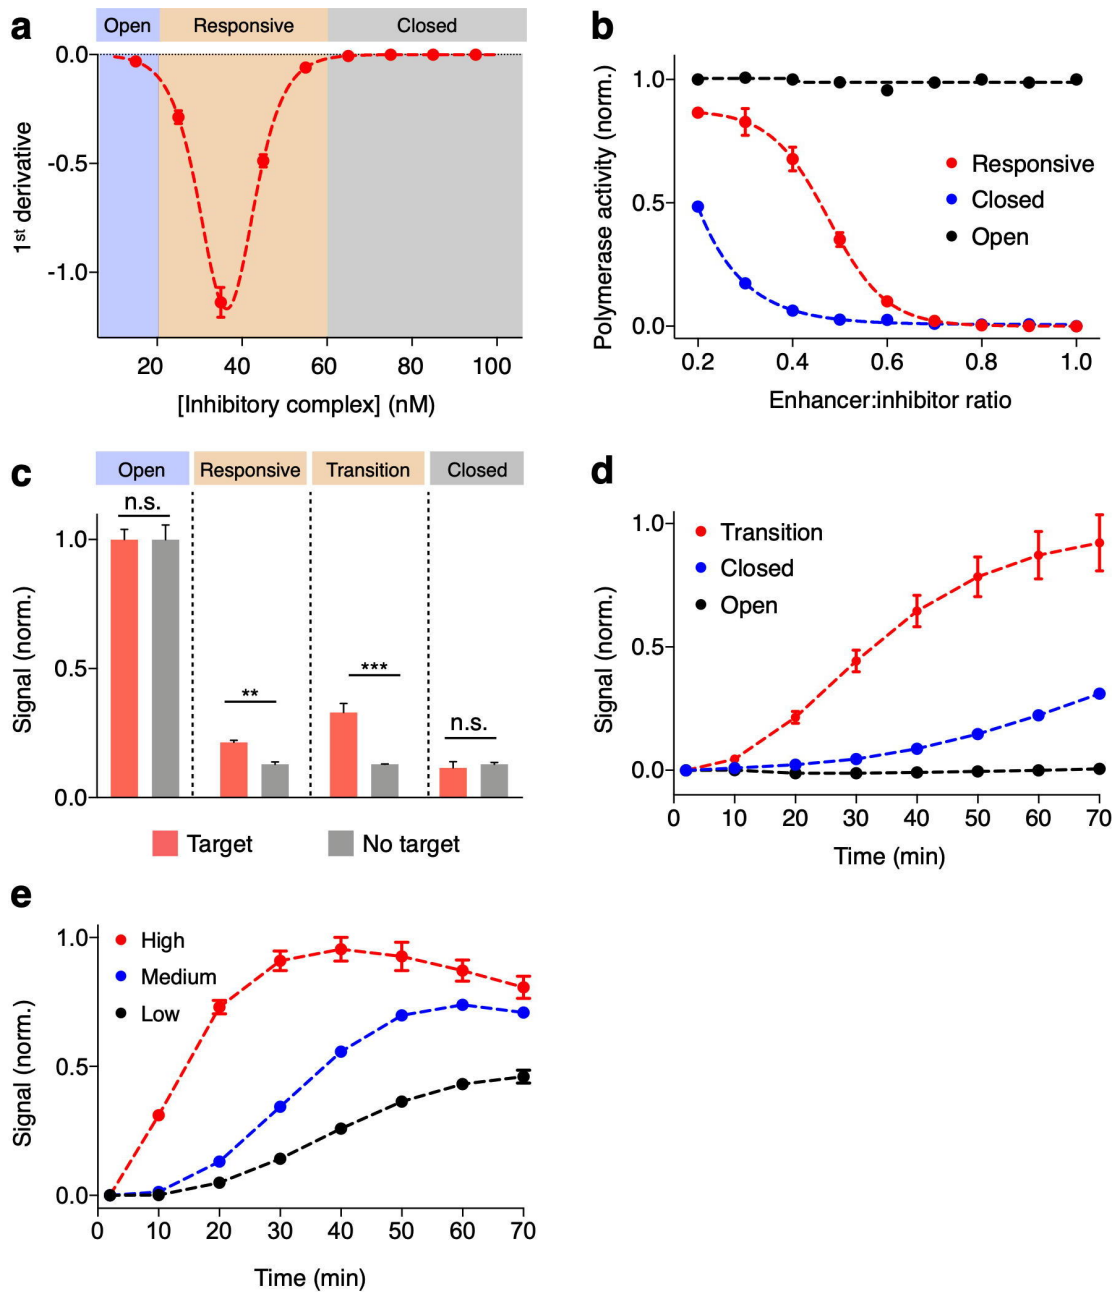 a
Open Responsive Closed
0.0
-0.5
-1.0
1st derivative
20 40 60 80 100
[Inhibitory complex] (nM)
b
1.0
0.5
0.0
Polymerase activity (norm.)
Responsive
Closed
Open
0.2 0.4 0.6 0.8 1.0
Enhancer:inhibitor ratio
c
Open Responsive Transition Closed
n.s. ** *** n.s.
1.0
0.5
0.0
Signal (norm.)
Target No target
d
1.0
0.5
0.0
Signal (norm.)
Transition
Closed
Open
0 10 20 30 40 50 60 70
Time (min)
e
1.0
0.5
0.0
Signal (norm.)
High
Medium
Low
0 10 20 30 40 50 60 70
Time (min)